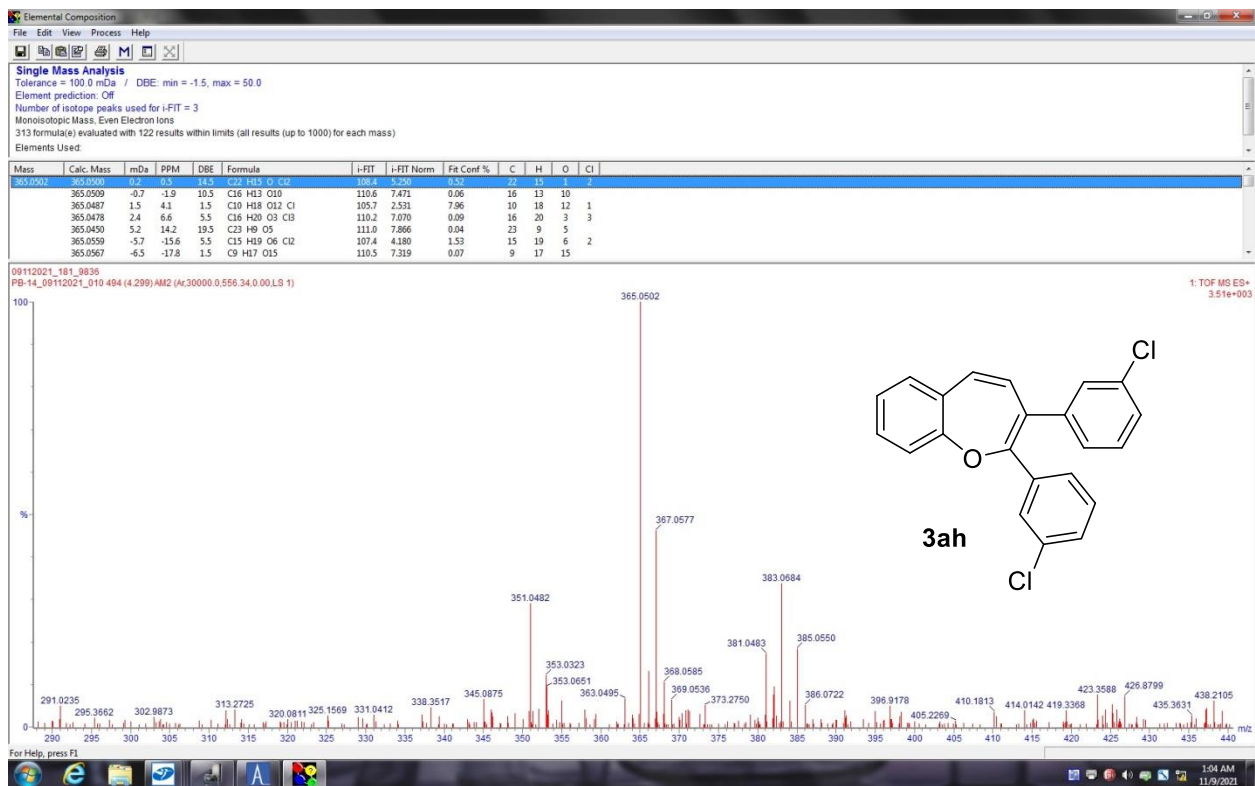 Elemental Composition
File Edit View Process Help
M
Single Mass Analysis
Tolerance = 100.0 mDa / DBE: min = -1.5, max = 50.0
Element prediction: Off
Number of isotope peaks used for i-FIT = 3
Monoisotopic Mass, Even Electron Ions
313 formula(e) evaluated with 122 results within limits (all results (up to 1000) for each mass)
Elements Used:
Mass Calc. Mass mDa PPM DBE Formula i-FIT i-FIT Norm Fit Conf % C H O Cl
365.0502 365.0500 0.2 0.5 14.5 C22 H15 O Cl2 108.4 5.250 0.52 22 15 1 2
365.0509 -0.7 -1.9 10.5 C16 H13 O10 110.6 7.471 0.06 16 13 10
365.0487 1.5 4.1 1.5 C10 H18 O12 Cl 105.7 2.531 7.96 10 18 12 1
365.0478 2.4 6.6 5.5 C16 H20 O3 Cl3 110.2 7.070 0.09 16 20 3 3
365.0450 5.2 14.2 19.5 C23 H9 O5 111.0 7.866 0.04 23 9 5
365.0559 -5.7 -15.6 5.5 C15 H19 O6 Cl2 107.4 4.180 1.53 15 19 6 2
365.0567 -6.5 -17.8 1.5 C9 H17 O15 110.5 7.319 0.07 9 17 15
09112021_181_9836
PB-14_09112021_010 494 (4.299) AM2 (Ar,30000.0,556.34,0.00,LS 1)
1: TOF MS ES+
3.51e+003
100
365.0502
Cl
O
%
367.0577
3ah
Cl
383.0684
351.0482
381.0483
385.0550
353.0323
353.0651
368.0585
345.0875
363.0495
369.0536
373.2750
386.0722
291.0235
295.3662
302.9873
313.2725
320.0811
325.1569
331.0412
338.3517
396.9178
405.2269
410.1813
414.0142
419.3368
423.3588
426.8799
435.3631
438.2105
0
290 295 300 305 310 315 320 325 330 335 340 345 350 355 360 365 370 375 380 385 390 395 400 405 410 415 420 425 430 435 440
m/z
For Help, press F1
1:04 AM
11/9/2021